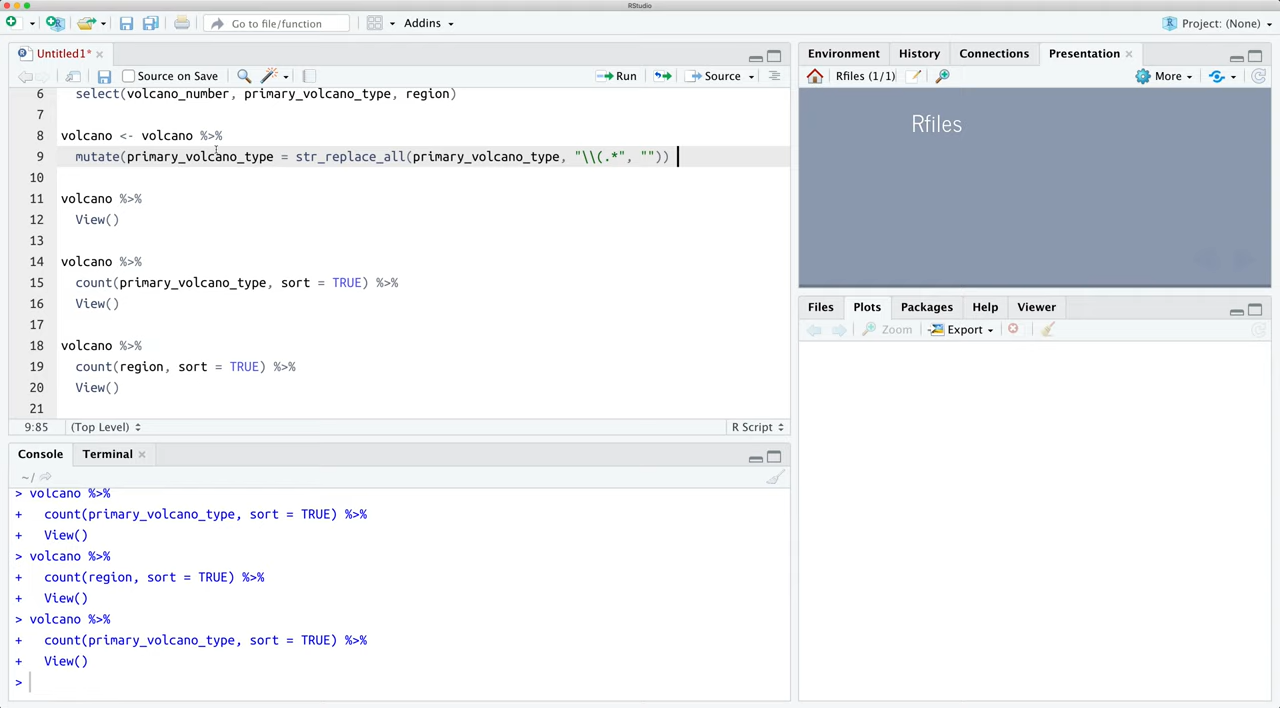 RStudio
Go to file/function
Addins
Project: (None)
Untitled1*
Source on Save
Run
Source
6 select(volcano_number, primary_volcano_type, region)
7
8 volcano <- volcano %>%
9 mutate(primary_volcano_type = str_replace_all(primary_volcano_type, "\\(.*", ""))
10
11 volcano %>%
12 View()
13
14 volcano %>%
15 count(primary_volcano_type, sort = TRUE) %>%
16 View()
17
18 volcano %>%
19 count(region, sort = TRUE) %>%
20 View()
21
9:85 (Top Level) R Script
Console Terminal
~/
> volcano %>%
+ count(primary_volcano_type, sort = TRUE) %>%
+ View()
> volcano %>%
+ count(region, sort = TRUE) %>%
+ View()
> volcano %>%
+ count(primary_volcano_type, sort = TRUE) %>%
+ View()
>
Environment History Connections Presentation
Rfiles (1/1) More
Rfiles
Files Plots Packages Help Viewer
Zoom Export